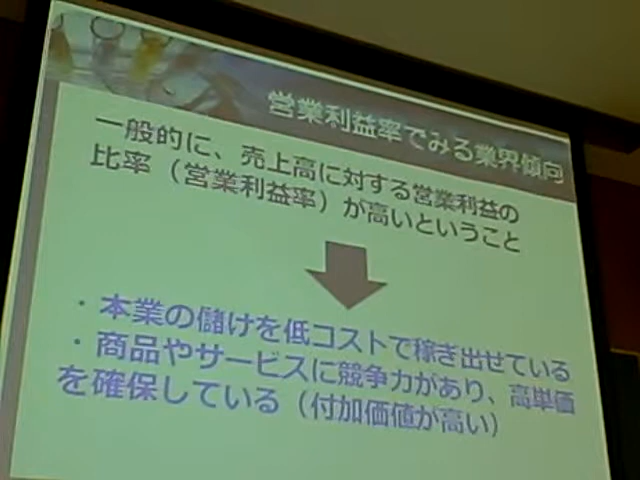 営業利益率でみる業界傾向
一般的に、売上高に対する営業利益の
比率（営業利益率）が高いということ
・本業の儲けを低コストで稼ぎ出せている
・商品やサービスに競争力があり、高単価
を確保している（付加価値が高い）